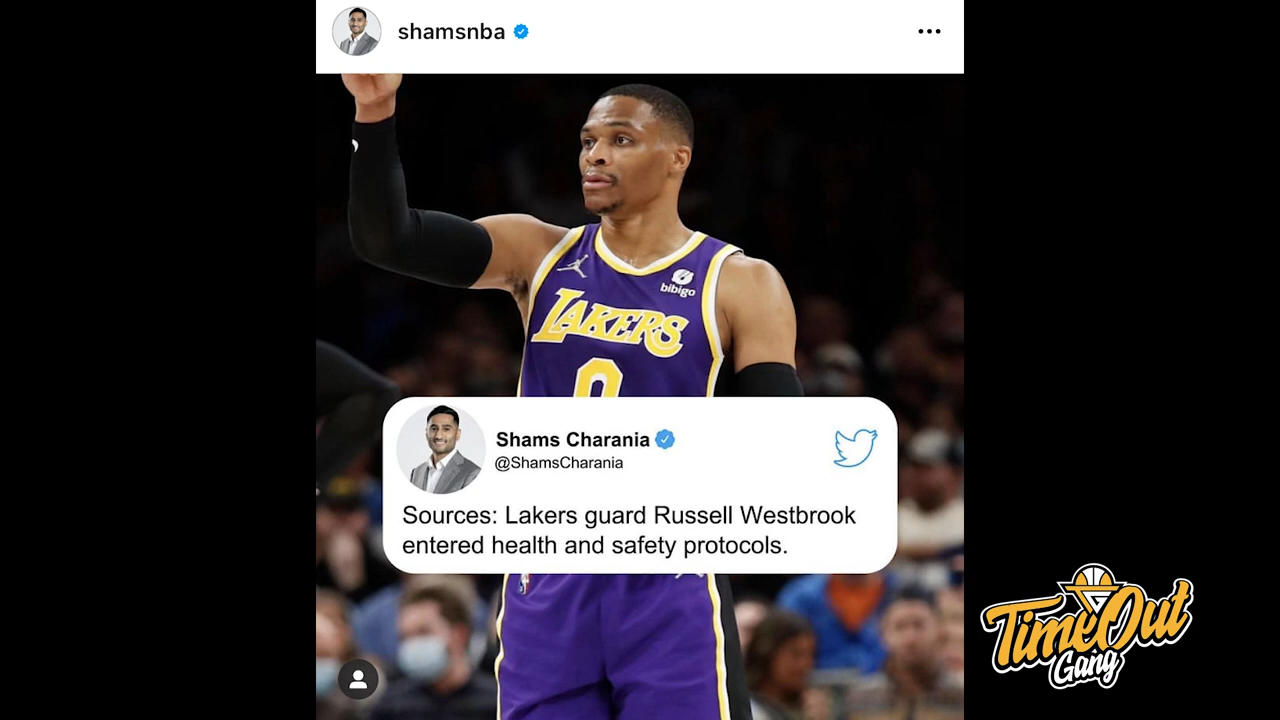 shamsnba
bibigo
LAKERS
0
Shams Charania
@ShamsCharania
Sources: Lakers guard Russell Westbrook
entered health and safety protocols.
TimeOut
Gang